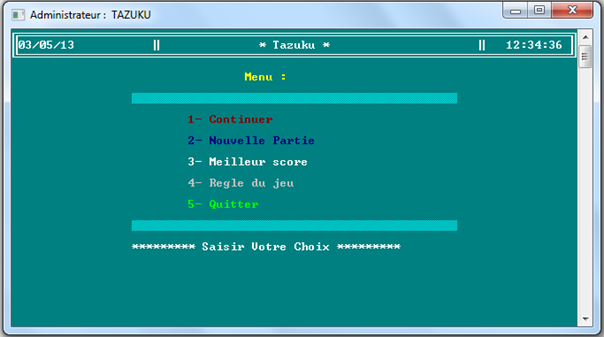 Administrateur : TAZUKU
03/05/13 || * Tazuku * || 12:34:36
Menu :
1- Continuer
2- Nouvelle Partie
3- Meilleur score
4- Regle du jeu
5- Quitter
********* Saisir Votre Choix *********